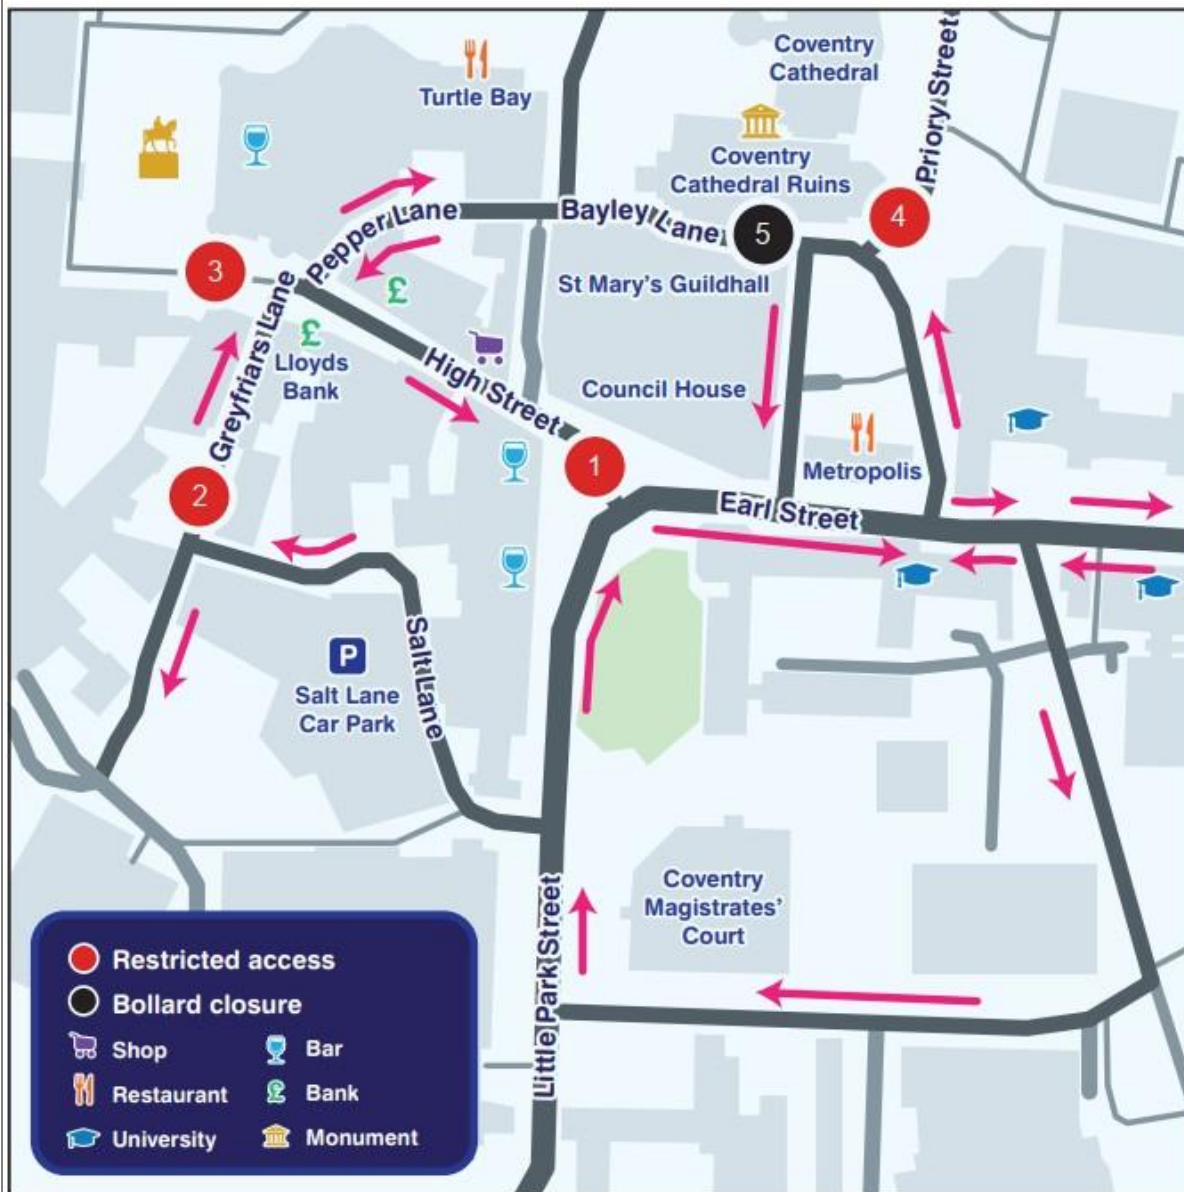 Turtle Bay
Coventry
Cathedral
Priory Street
Coventry
Cathedral Ruins
4
Pepper Lane
Bayley Lane
5
3
St Mary's Guildhall
£
£
Lloyds
Bank
Greyfriars Lane
High Street
Council House
1
2
Metropolis
Earl Street
Salt Lane
P
Salt Lane
Car Park
Coventry
Magistrates'
Court
Little Park Street
Restricted access
Bollard closure
Shop
Bar
Restaurant
£
Bank
University
Monument